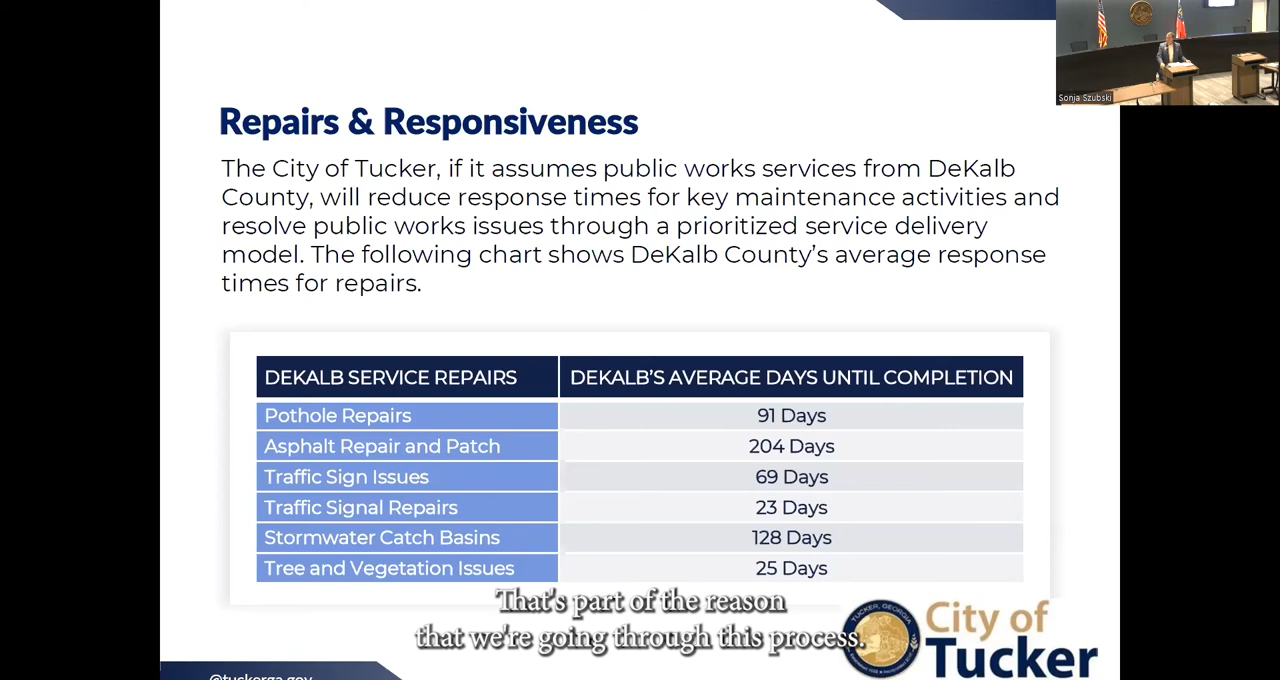 Sonja Szubski
Repairs & Responsiveness
The City of Tucker, if it assumes public works services from DeKalb
County, will reduce response times for key maintenance activities and
resolve public works issues through a prioritized service delivery
model. The following chart shows DeKalb County’s average response
times for repairs.
DEKALB SERVICE REPAIRS DEKALB’S AVERAGE DAYS UNTIL COMPLETION
Pothole Repairs 91 Days
Asphalt Repair and Patch 204 Days
Traffic Sign Issues 69 Days
Traffic Signal Repairs 23 Days
Stormwater Catch Basins 128 Days
Tree and Vegetation Issues 25 Days
That's part of the reason
that we're going through this process.
TUCKER, GEORGIA
City of
Tucker
@tuckerga.gov